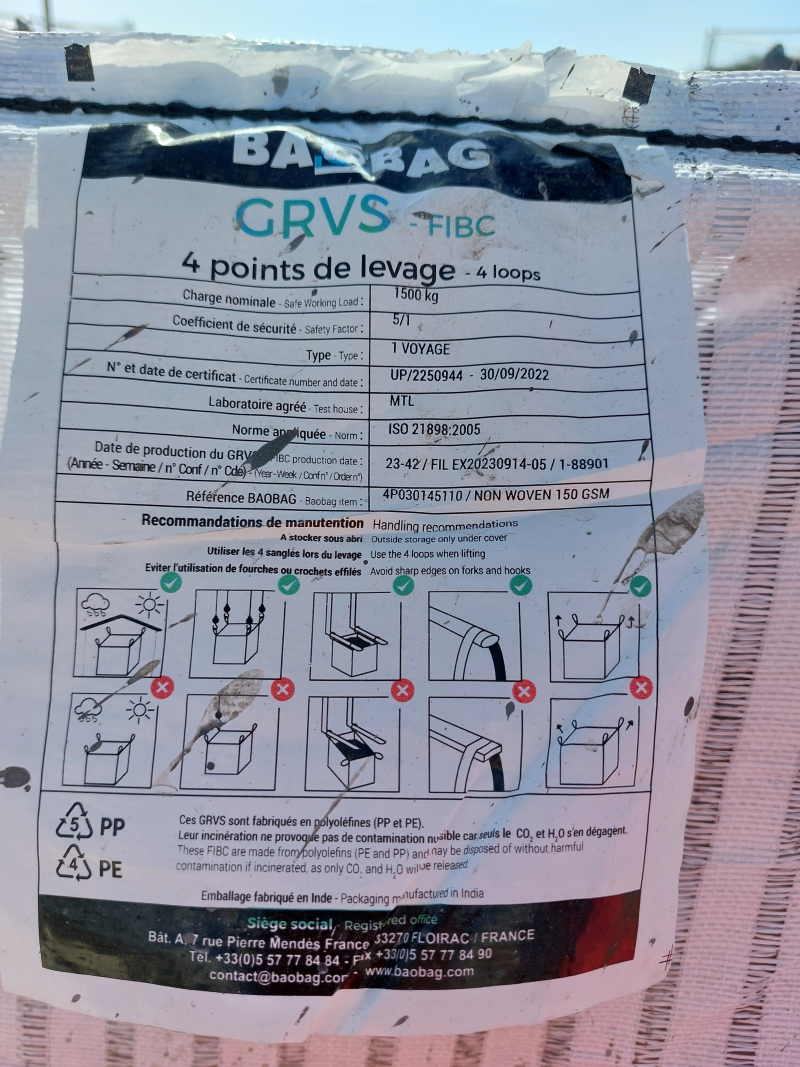 BAOBAG
GRVS - FIBC
4 points de levage - 4 loops
Charge nominale - Safe Working Load : 1500 kg
Coefficient de sécurité - Safety Factor : 5/1
Type - Type : 1 VOYAGE
N° et date de certificat - Certificate number and date : UP/2250944 - 30/09/2022
Laboratoire agréé - Test house : MTL
Norme appliquée - Norm : ISO 21898:2005
Date de production du GRV IBC production date :
(Année - Semaine / n° Conf / n° Cde) - (Year - Week / Conf n° / Order n°) 23-42 / FIL EX20230914-05 / 1-88901
Référence BAOBAG - Baobag item : 4P030145110 / NON WOVEN 150 GSM
Recommandations de manutention Handling recommendations
A stocker sous abri Outside storage only under cover
Utiliser les 4 sangles lors du levage Use the 4 loops when lifting
Eviter l'utilisation de fourches ou crochets effilés Avoid sharp edges on forks and hooks
5 PP
4 PE
Ces GRVS sont fabriqués en polyoléfines (PP et PE).
Leur incinération ne provoque pas de contamination nuisible car seuls le CO2 et H2O s'en dégagent.
These FIBC are made from polyolefins (PE and PP) and may be disposed of without harmful
contamination if incinerated, as only CO2 and H2O will be released.
Emballage fabriqué en Inde - Packaging manufactured in India
Siège social - Registered office
Bât. A, 7 rue Pierre Mendès France 33270 FLOIRAC / FRANCE
Tél. +33(0)5 57 77 84 84 - Fax +33(0)5 57 77 84 90
contact@baobag.com - www.baobag.com